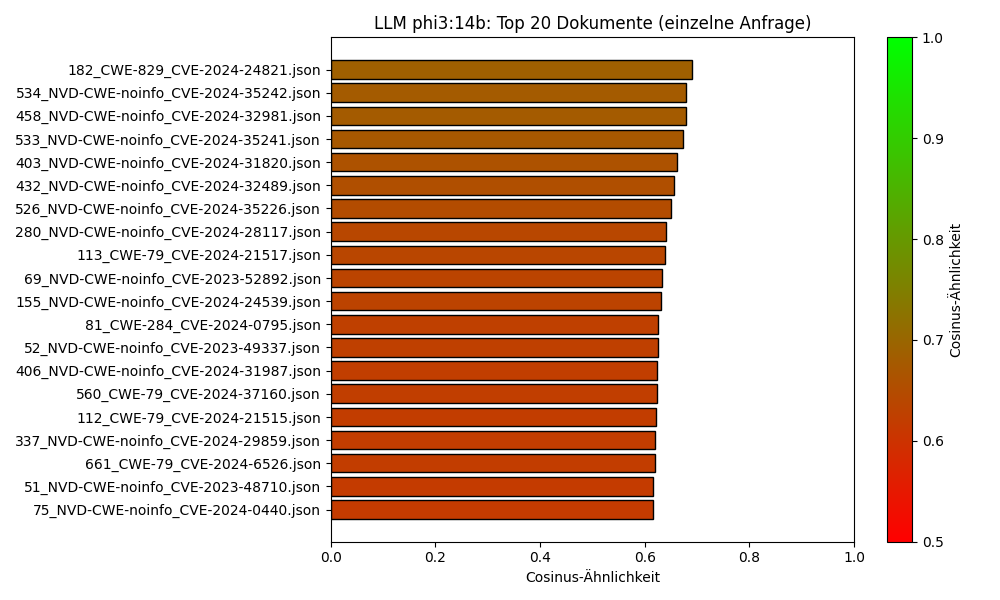 LLM phi3:14b: Top 20 Dokumente (einzelne Anfrage)
182_CWE-829_CVE-2024-24821.json
534_NVD-CWE-noinfo_CVE-2024-35242.json
458_NVD-CWE-noinfo_CVE-2024-32981.json
533_NVD-CWE-noinfo_CVE-2024-35241.json
403_NVD-CWE-noinfo_CVE-2024-31820.json
432_NVD-CWE-noinfo_CVE-2024-32489.json
526_NVD-CWE-noinfo_CVE-2024-35226.json
280_NVD-CWE-noinfo_CVE-2024-28117.json
113_CWE-79_CVE-2024-21517.json
69_NVD-CWE-noinfo_CVE-2023-52892.json
155_NVD-CWE-noinfo_CVE-2024-24539.json
81_CWE-284_CVE-2024-0795.json
52_NVD-CWE-noinfo_CVE-2023-49337.json
406_NVD-CWE-noinfo_CVE-2024-31987.json
560_CWE-79_CVE-2024-37160.json
112_CWE-79_CVE-2024-21515.json
337_NVD-CWE-noinfo_CVE-2024-29859.json
661_CWE-79_CVE-2024-6526.json
51_NVD-CWE-noinfo_CVE-2023-48710.json
75_NVD-CWE-noinfo_CVE-2024-0440.json
0.0 0.2 0.4 0.6 0.8 1.0
Cosinus-Ähnlichkeit
1.0
0.9
0.8
0.7
0.6
0.5
Cosinus-Ähnlichkeit